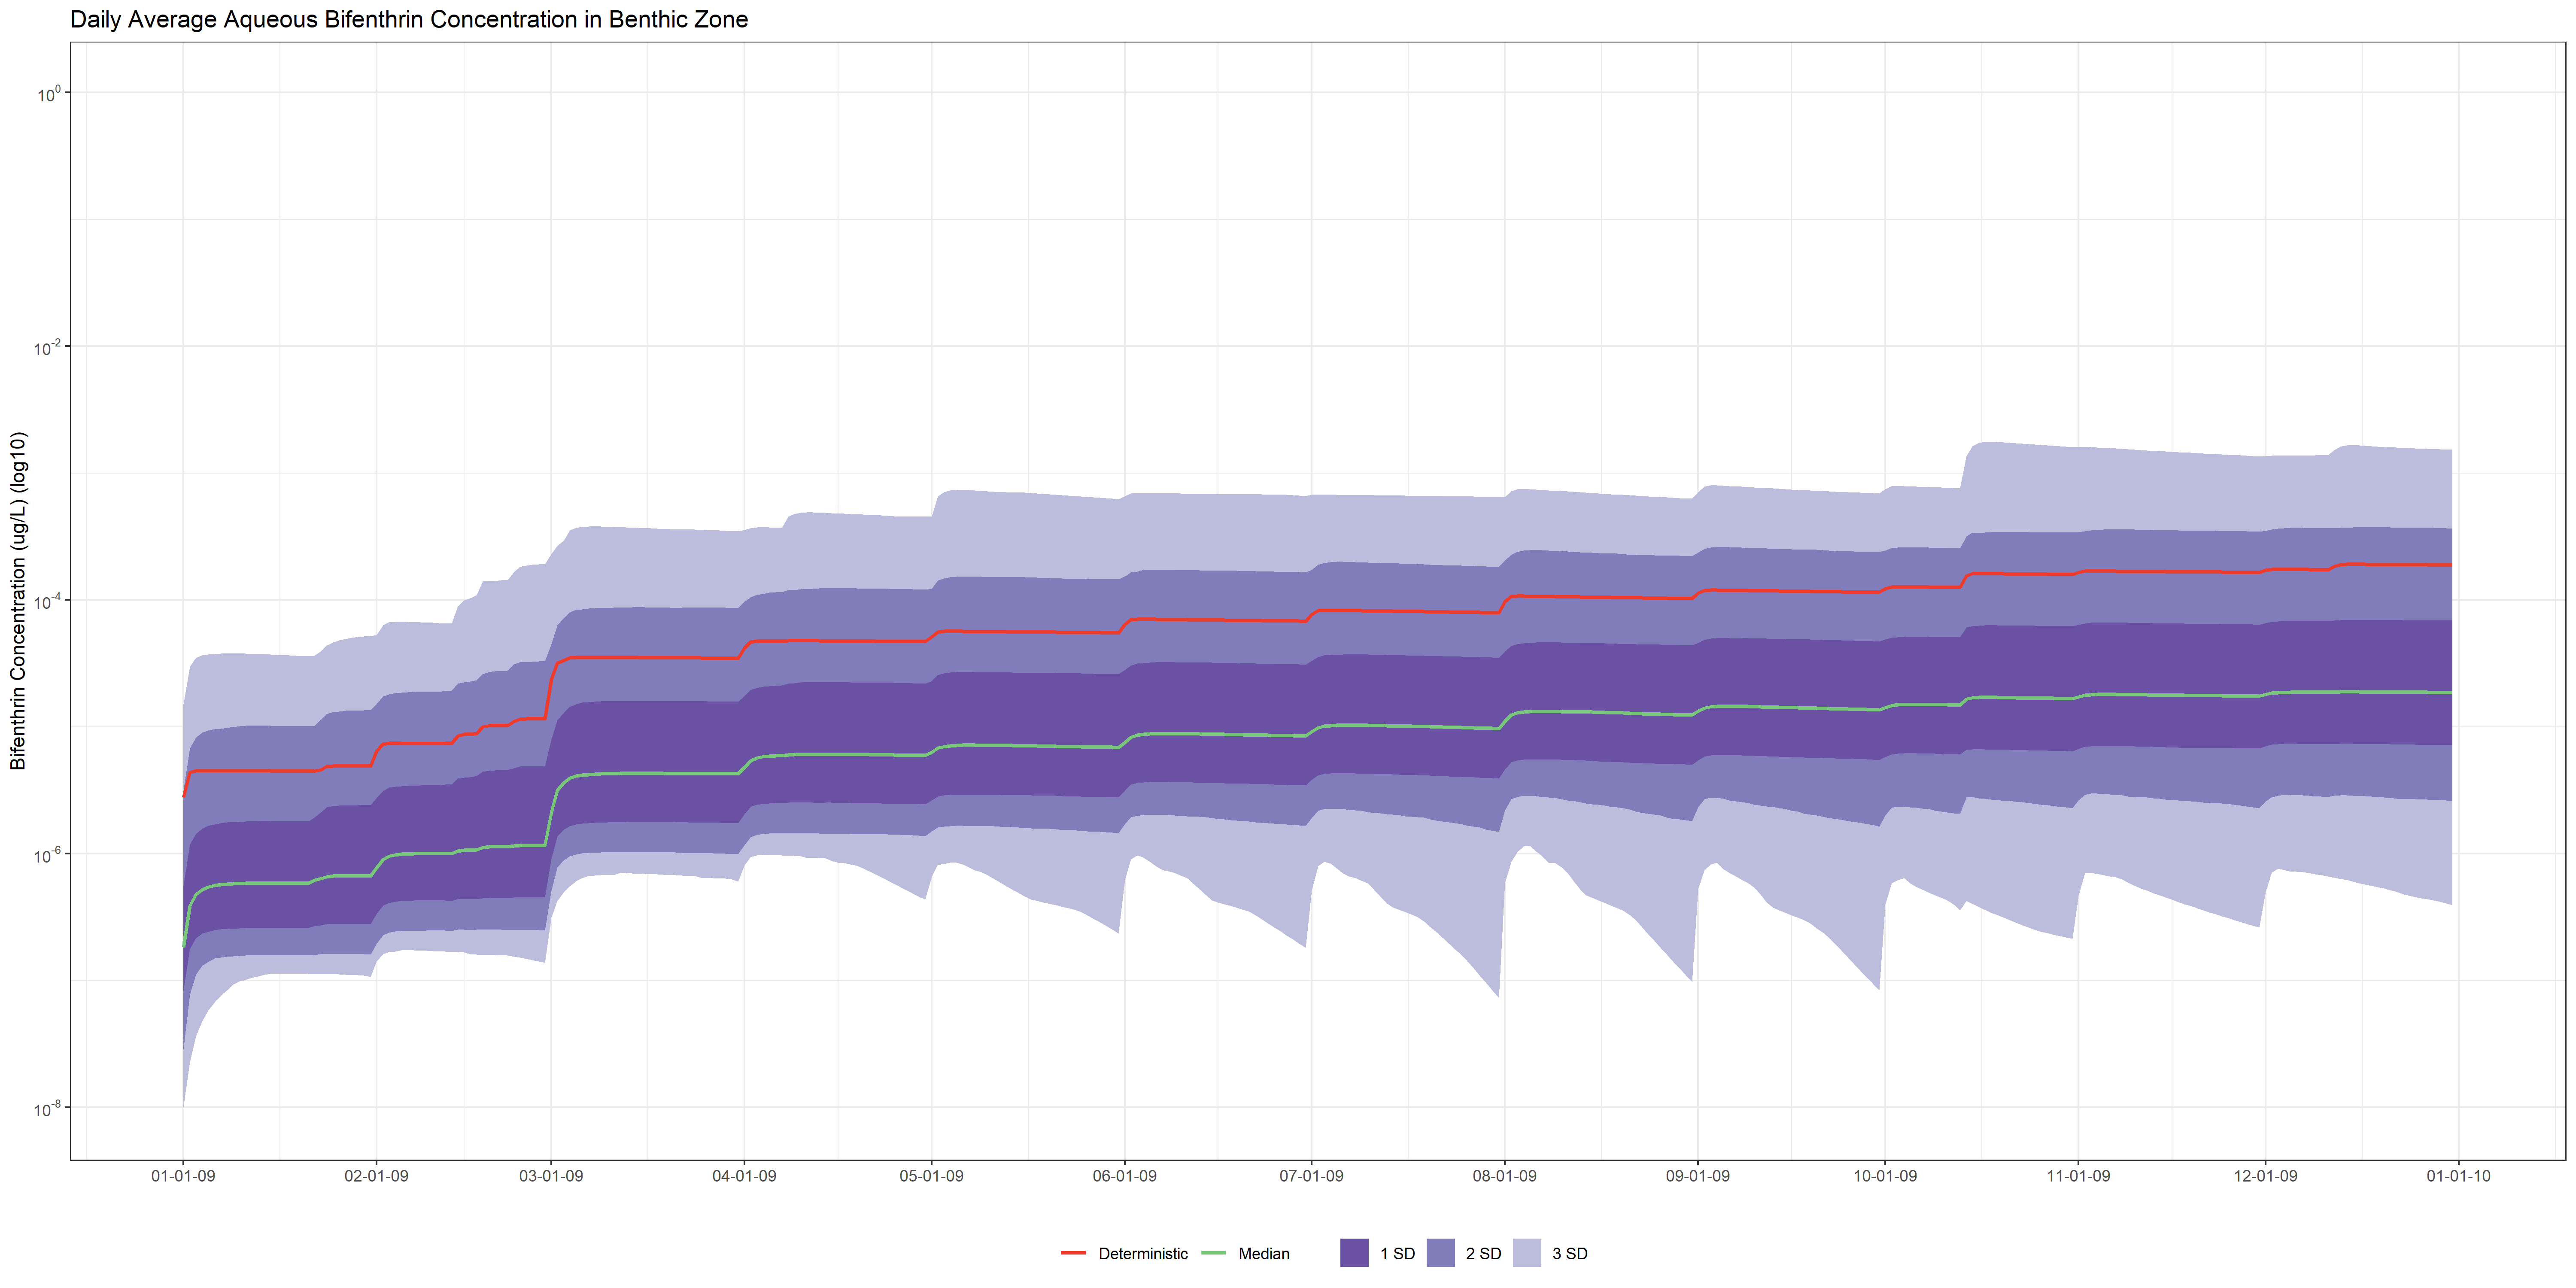 Daily Average Aqueous Bifenthrin Concentration in Benthic Zone
Bifenthrin Concentration (ug/L) (log10)
10^0
10^-2
10^-4
10^-6
10^-8
01-01-09 02-01-09 03-01-09 04-01-09 05-01-09 06-01-09 07-01-09 08-01-09 09-01-09 10-01-09 11-01-09 12-01-09 01-01-10
Deterministic Median 1 SD 2 SD 3 SD